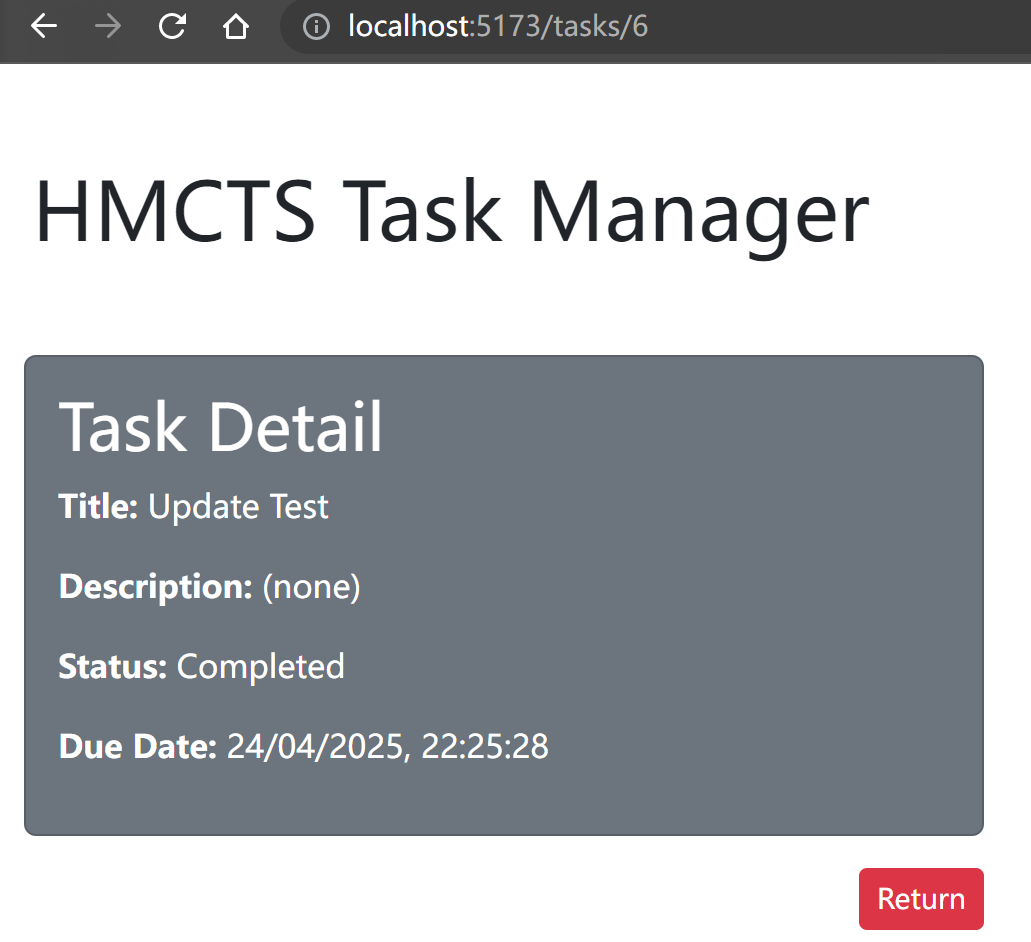 localhost:5173/tasks/6
HMCTS Task Manager
Task Detail
Title: Update Test
Description: (none)
Status: Completed
Due Date: 24/04/2025, 22:25:28
Return